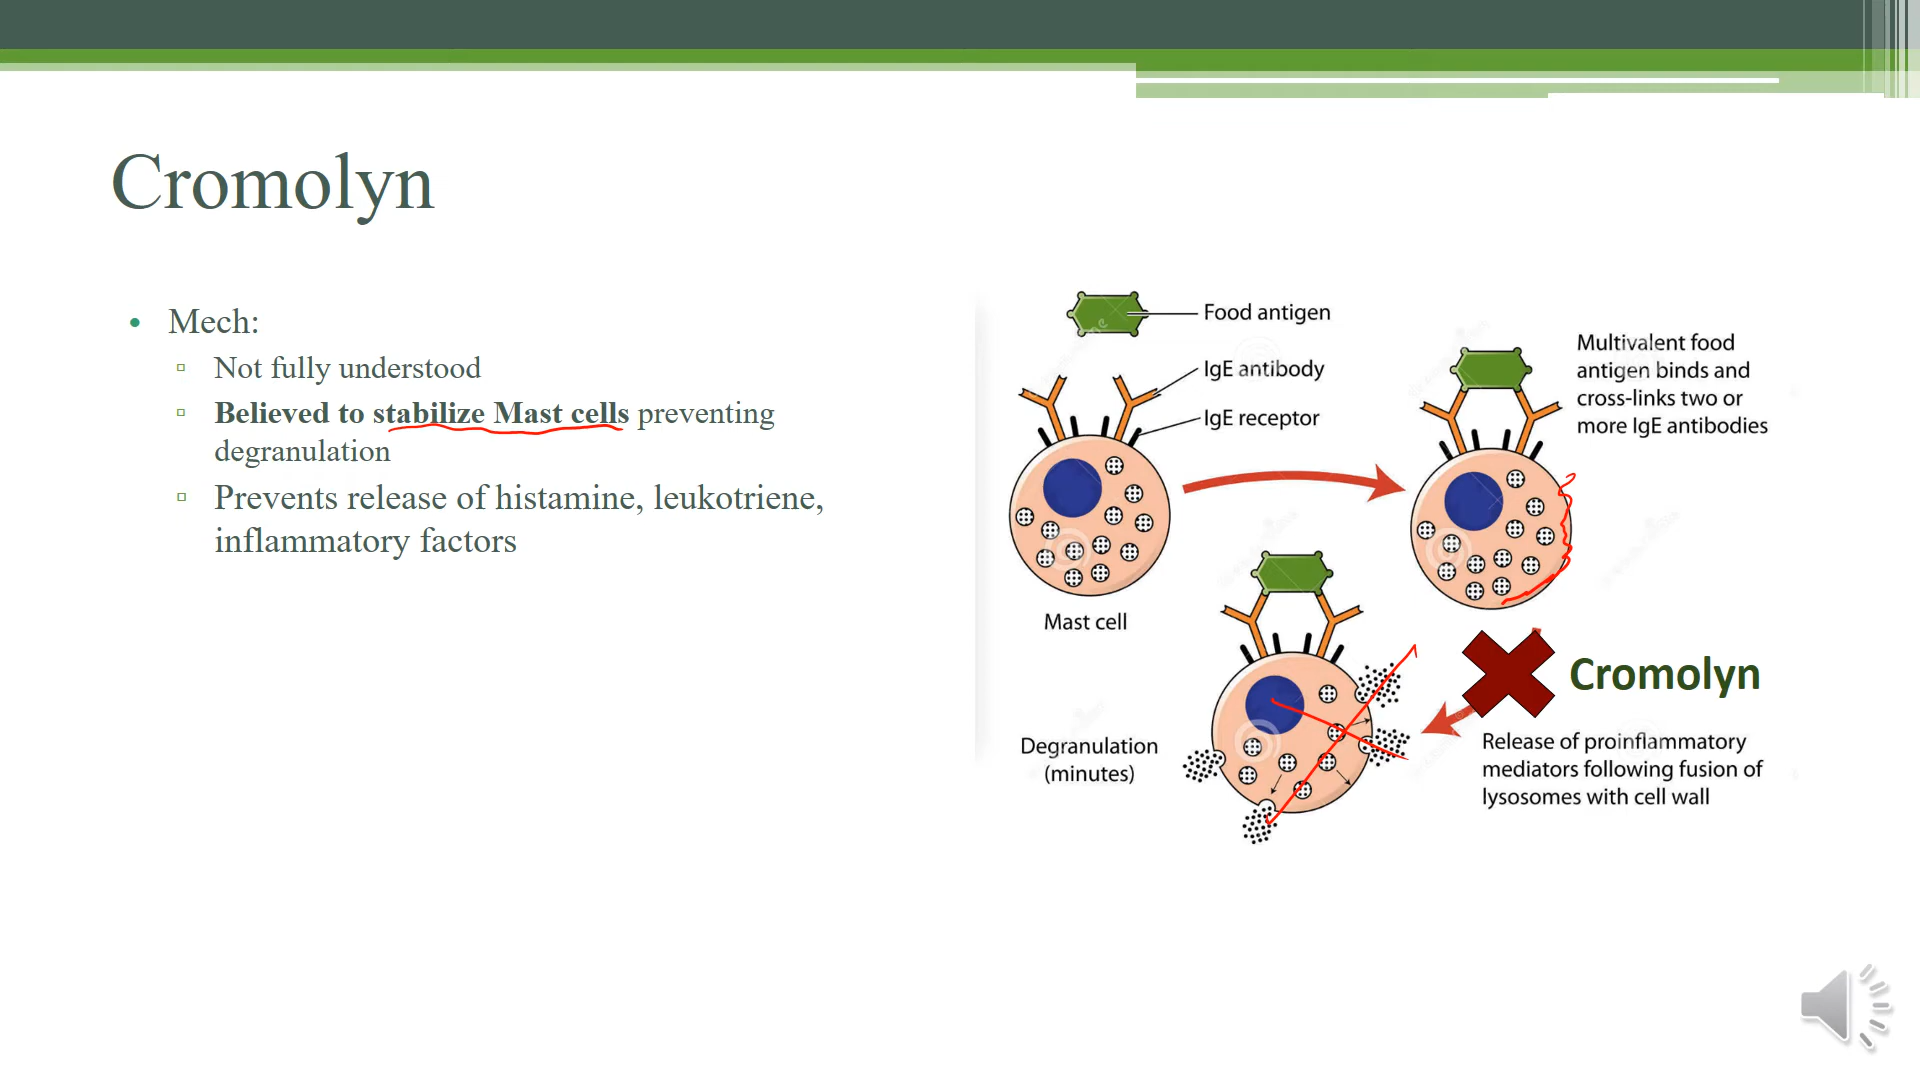 Cromolyn
• Mech:
▫ Not fully understood
▫ Believed to stabilize Mast cells preventing
degranulation
▫ Prevents release of histamine, leukotriene,
inflammatory factors
Food antigen
IgE antibody
IgE receptor
Mast cell
Multivalent food
antigen binds and
cross-links two or
more IgE antibodies
Cromolyn
Release of proinflammatory
mediators following fusion of
lysosomes with cell wall
Degranulation
(minutes)